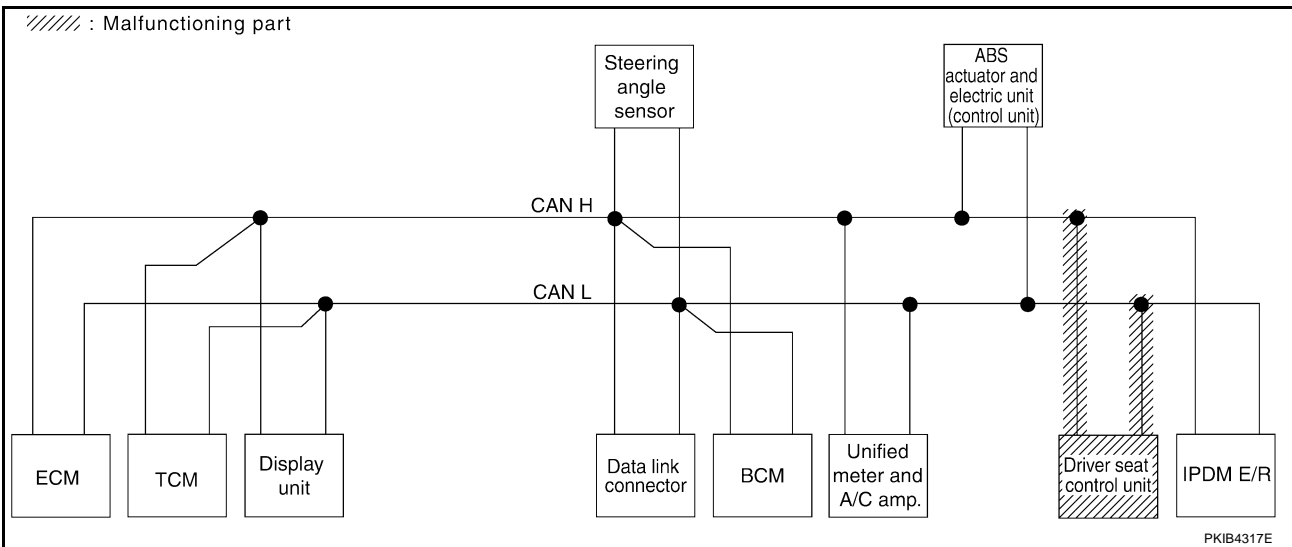 : Malfunctioning part
Steering
angle
sensor
ABS
actuator and
electric unit
(control unit)
CAN H
CAN L
ECM
TCM
Display
unit
Data link
connector
BCM
Unified
meter and
A/C amp.
Driver seat
control unit
IPDM E/R
PKIB4317E